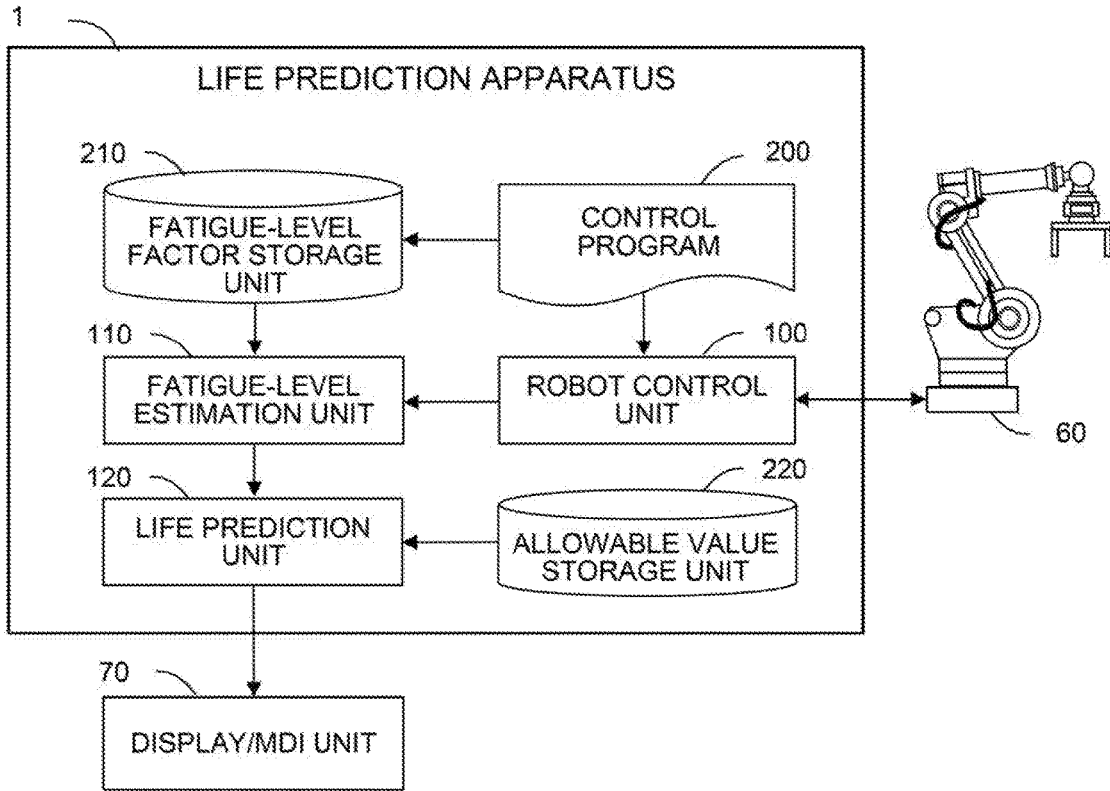 1
LIFE PREDICTION APPARATUS
210
200
FATIGUE-LEVEL
FACTOR STORAGE
UNIT
CONTROL
PROGRAM
110
100
FATIGUE-LEVEL
ESTIMATION UNIT
ROBOT CONTROL
UNIT
60
120
220
LIFE PREDICTION
UNIT
ALLOWABLE VALUE
STORAGE UNIT
70
DISPLAY/MDI UNIT